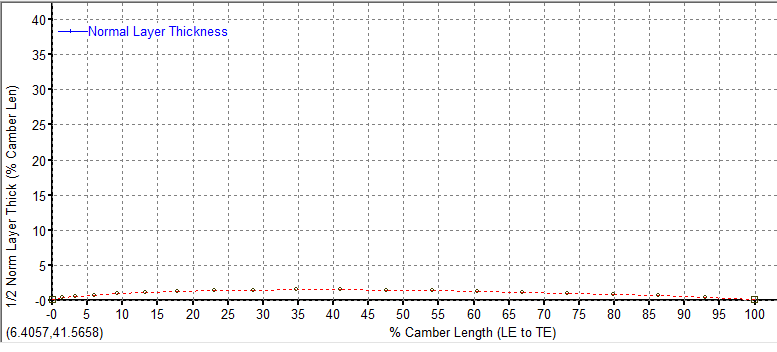 40
Normal Layer Thickness
35
30
25
20
15
10
5
-0
1/2 Norm Layer Thick (% Camber Len)
-0 5 10 15 20 25 30 35 40 45 50 55 60 65 70 75 80 85 90 95 100
(6.4057,41.5658) % Camber Length (LE to TE)